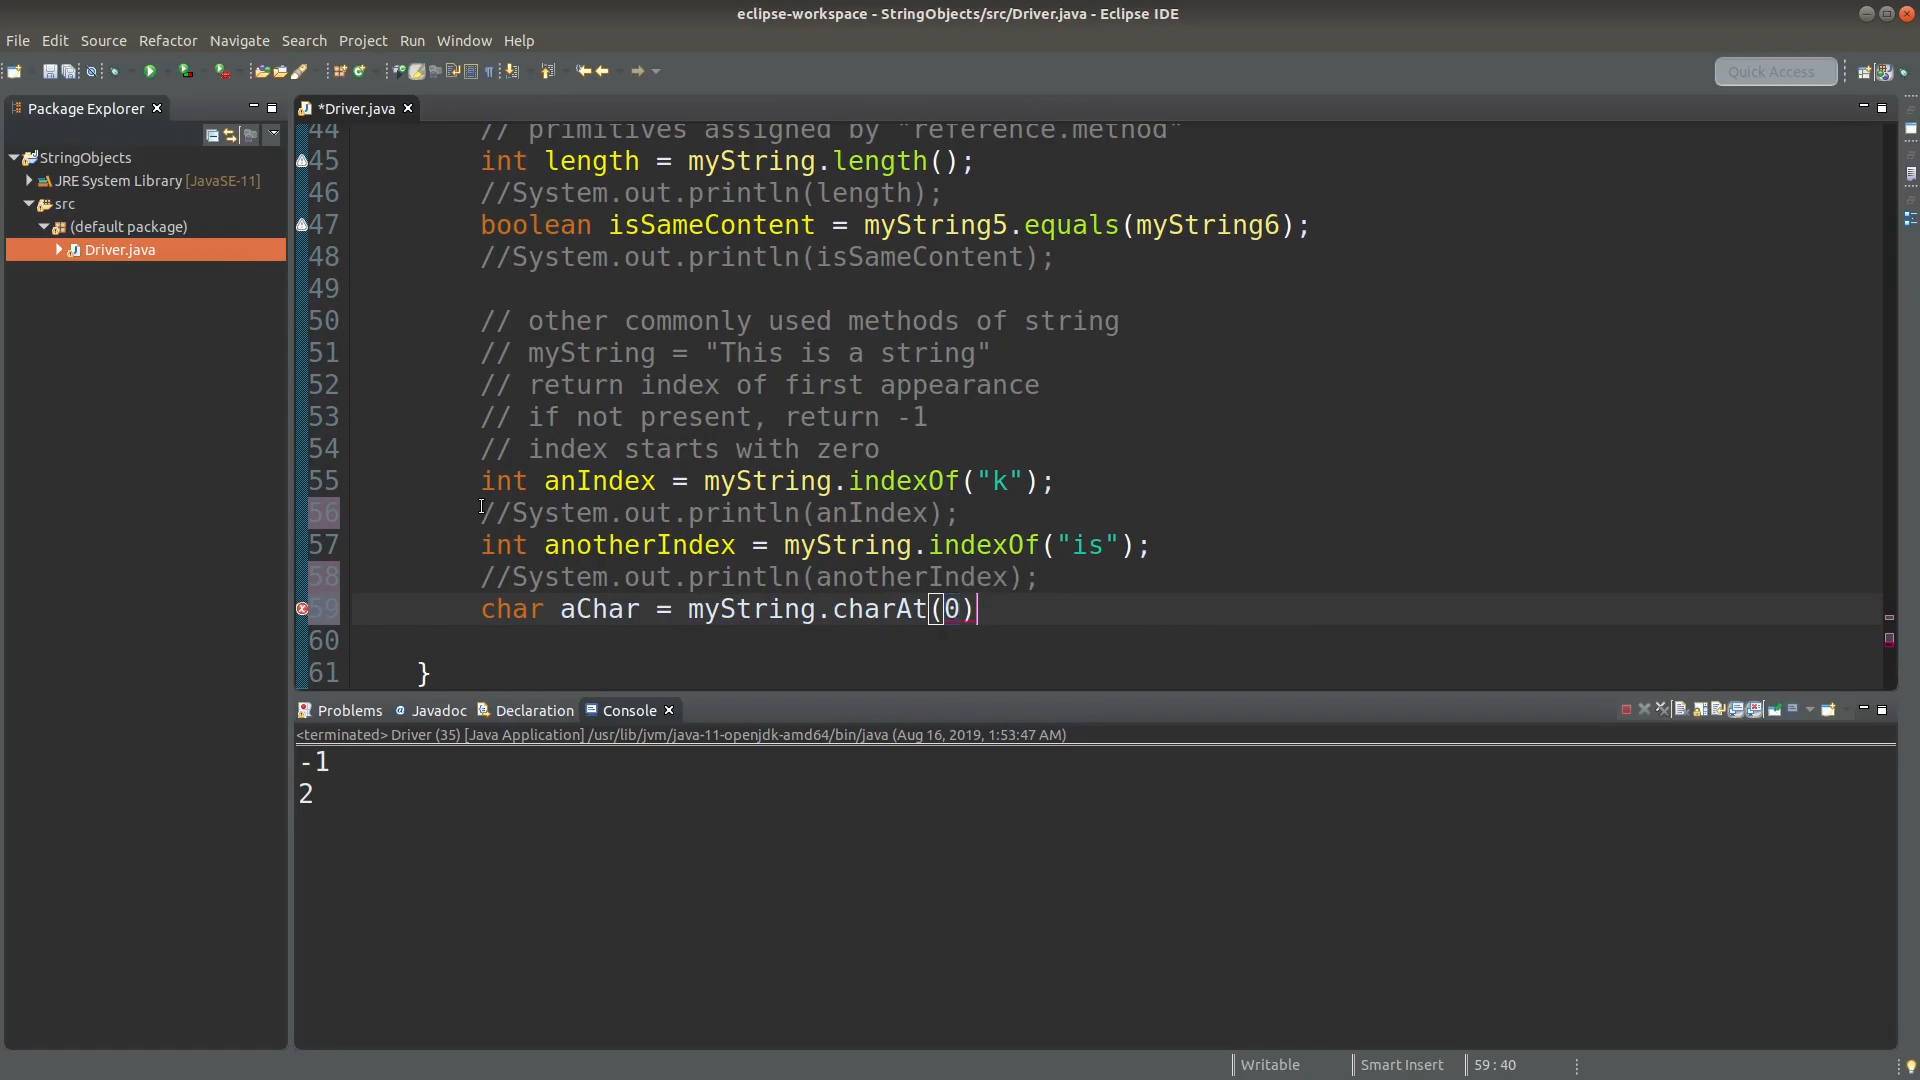 eclipse-workspace - StringObjects/src/Driver.java - Eclipse IDE
File Edit Source Refactor Navigate Search Project Run Window Help
Quick Access
Package Explorer
*Driver.java
StringObjects
JRE System Library [JavaSE-11]
src
(default package)
Driver.java
44 // primitives assigned by "reference.method"
45 int length = myString.length();
46 //System.out.println(length);
47 boolean isSameContent = myString5.equals(myString6);
48 //System.out.println(isSameContent);
49
50 // other commonly used methods of string
51 // myString = "This is a string"
52 // return index of first appearance
53 // if not present, return -1
54 // index starts with zero
55 int anIndex = myString.indexOf("k");
56 //System.out.println(anIndex);
57 int anotherIndex = myString.indexOf("is");
58 //System.out.println(anotherIndex);
59 char aChar = myString.charAt(0)
60
61 }
Problems Javadoc Declaration Console
<terminated> Driver (35) [Java Application] /usr/lib/jvm/java-11-openjdk-amd64/bin/java (Aug 16, 2019, 1:53:47 AM)
-1
2
Writable Smart Insert 59 : 40